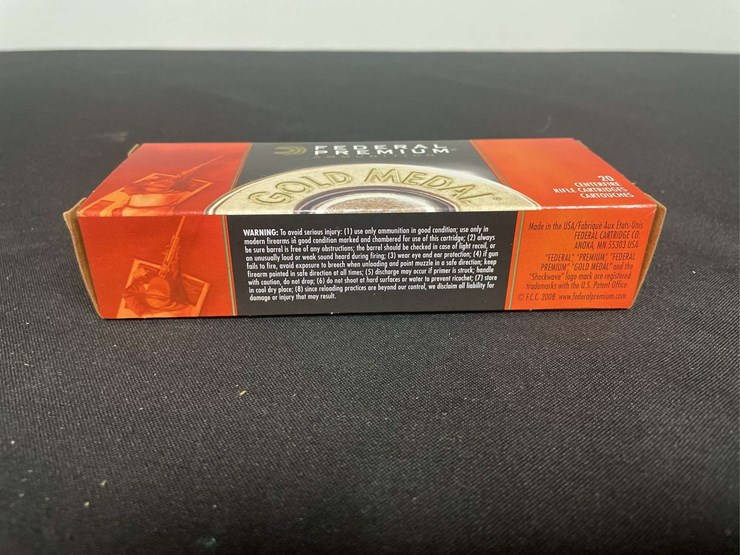 FEDERAL
PREMIUM
AMMUNITION
GOLD MEDAL
20
CENTERFIRE
RIFLE CARTRIDGES
CARTOUCHES
WARNING: To avoid serious injury: (1) use only ammunition in good condition; use only in
modern firearms in good condition marked and chambered for use of this cartridge; (2) always
be sure barrel is free of any obstructions; the barrel should be checked in case of light recoil, or
an unusually loud or weak sound heard during firing; (3) wear eye and ear protection; (4) if gun
fails to fire, avoid exposure to breech when unloading and point muzzle in a safe direction; keep
firearm pointed in safe direction at all times; (5) discharge may occur if primer is struck; handle
with caution, do not drop; (6) do not shoot at hard surfaces or water to prevent ricochet; (7) store
in cool dry place; (8) since reloading practices are beyond our control, we disclaim all liability for
damage or injury that may result.
Made in the USA/Fabriqué Aux États-Unis
FEDERAL CARTRIDGE CO.
ANOKA, MN 55303 USA
"FEDERAL," "PREMIUM," "FEDERAL
PREMIUM," "GOLD MEDAL" and the
"Shockwave" logo mark are registered
trademarks with the U.S. Patent Office.
© F.C.C. 2008 www.federalpremium.com